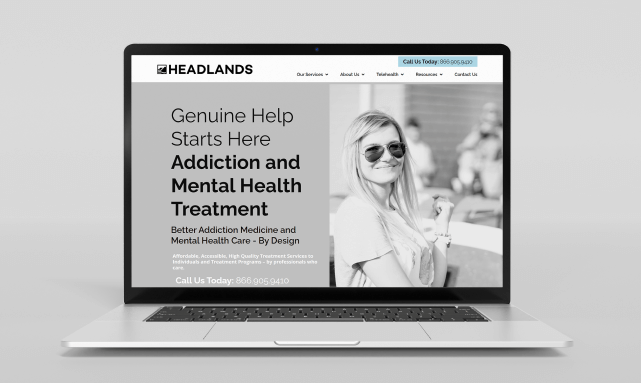 HEADLANDS
Call Us Today: 866.905.9410
Our Services About Us Telehealth Resources Contact Us
Genuine Help
Starts Here
Addiction and
Mental Health
Treatment
Better Addiction Medicine and
Mental Health Care - By Design
Affordable, Accessible, High Quality Treatment Services to
Individuals and Treatment Programs – by professionals who
care.
Call Us Today: 866.905.9410